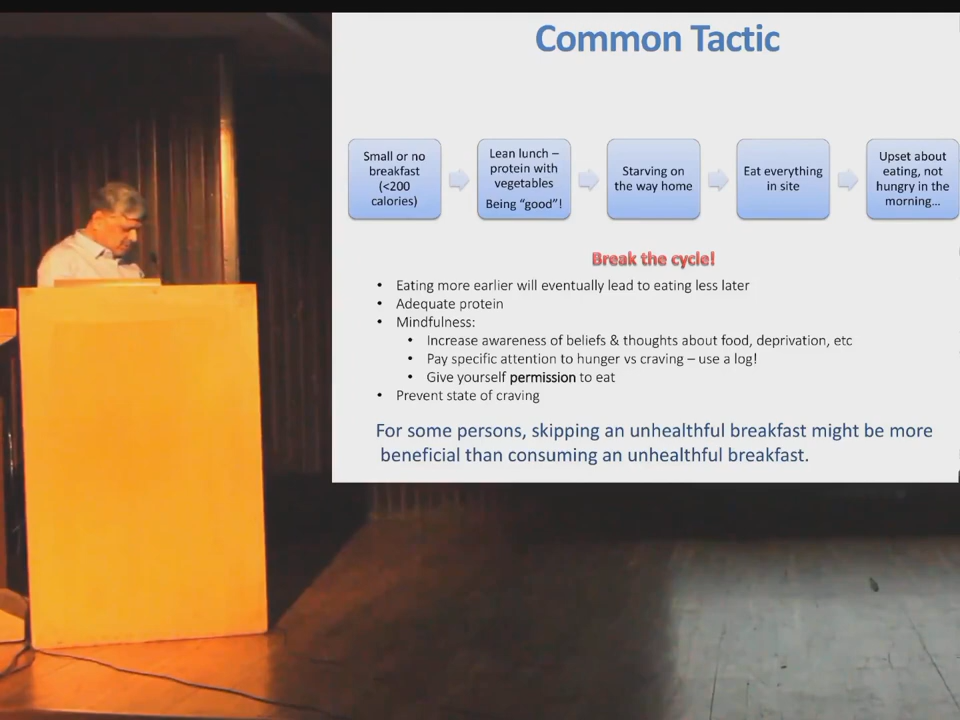 Common Tactic
Small or no
breakfast
(<200
calories)
Lean lunch –
protein with
vegetables
Being "good"!
Starving on
the way home
Eat everything
in site
Upset about
eating, not
hungry in the
morning...
Break the cycle!
• Eating more earlier will eventually lead to eating less later
• Adequate protein
• Mindfulness:
• Increase awareness of beliefs & thoughts about food, deprivation, etc
• Pay specific attention to hunger vs craving – use a log!
• Give yourself permission to eat
• Prevent state of craving
For some persons, skipping an unhealthful breakfast might be more
beneficial than consuming an unhealthful breakfast.